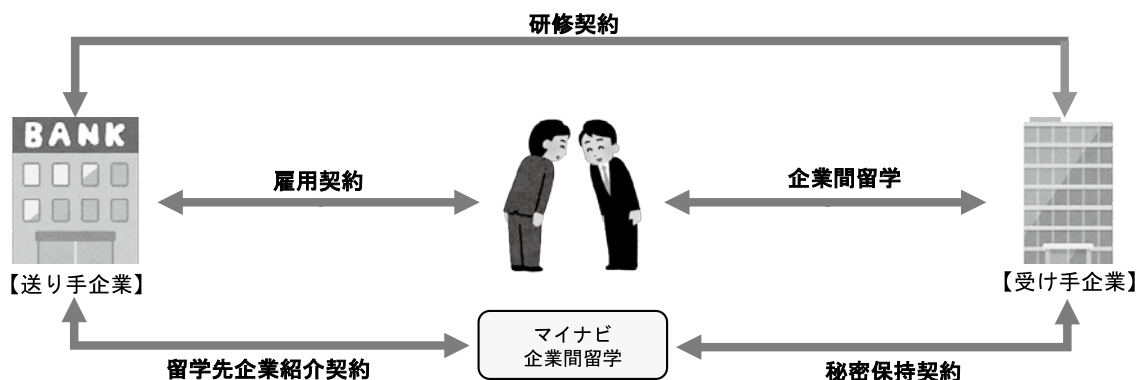 研修契約
BANK
雇用契約
企業間留学
【送り手企業】
【受け手企業】
マイナビ
企業間留学
留学先企業紹介契約
秘密保持契約